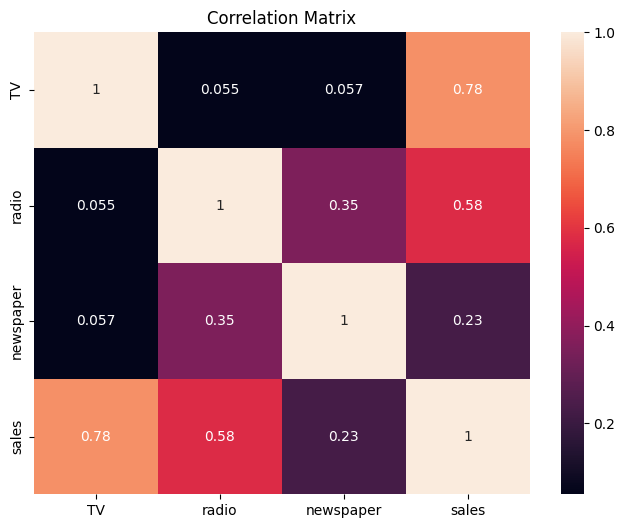 Correlation Matrix
TV 1 0.055 0.057 0.78
radio 0.055 1 0.35 0.58
newspaper 0.057 0.35 1 0.23
sales 0.78 0.58 0.23 1
TV radio newspaper sales
1.0
0.8
0.6
0.4
0.2